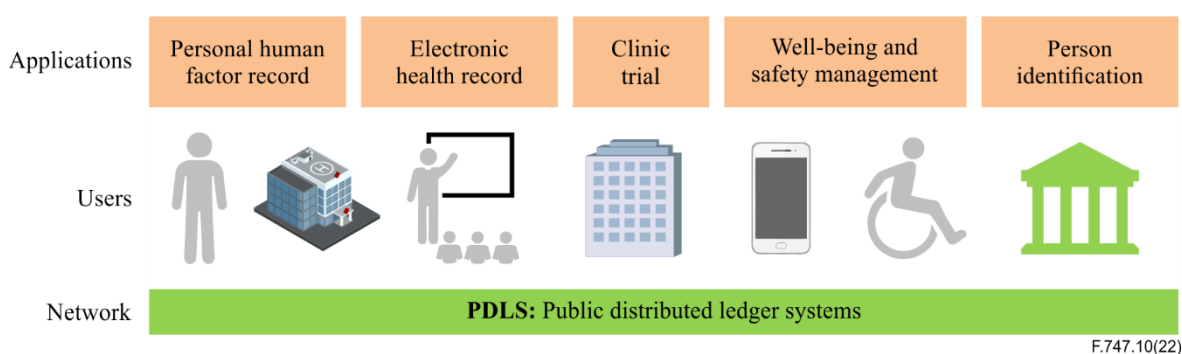 Applications
Personal human
factor record
Electronic
health record
Clinic
trial
Well-being and
safety management
Person
identification
Users
H
Network
PDLS: Public distributed ledger systems
F.747.10(22)